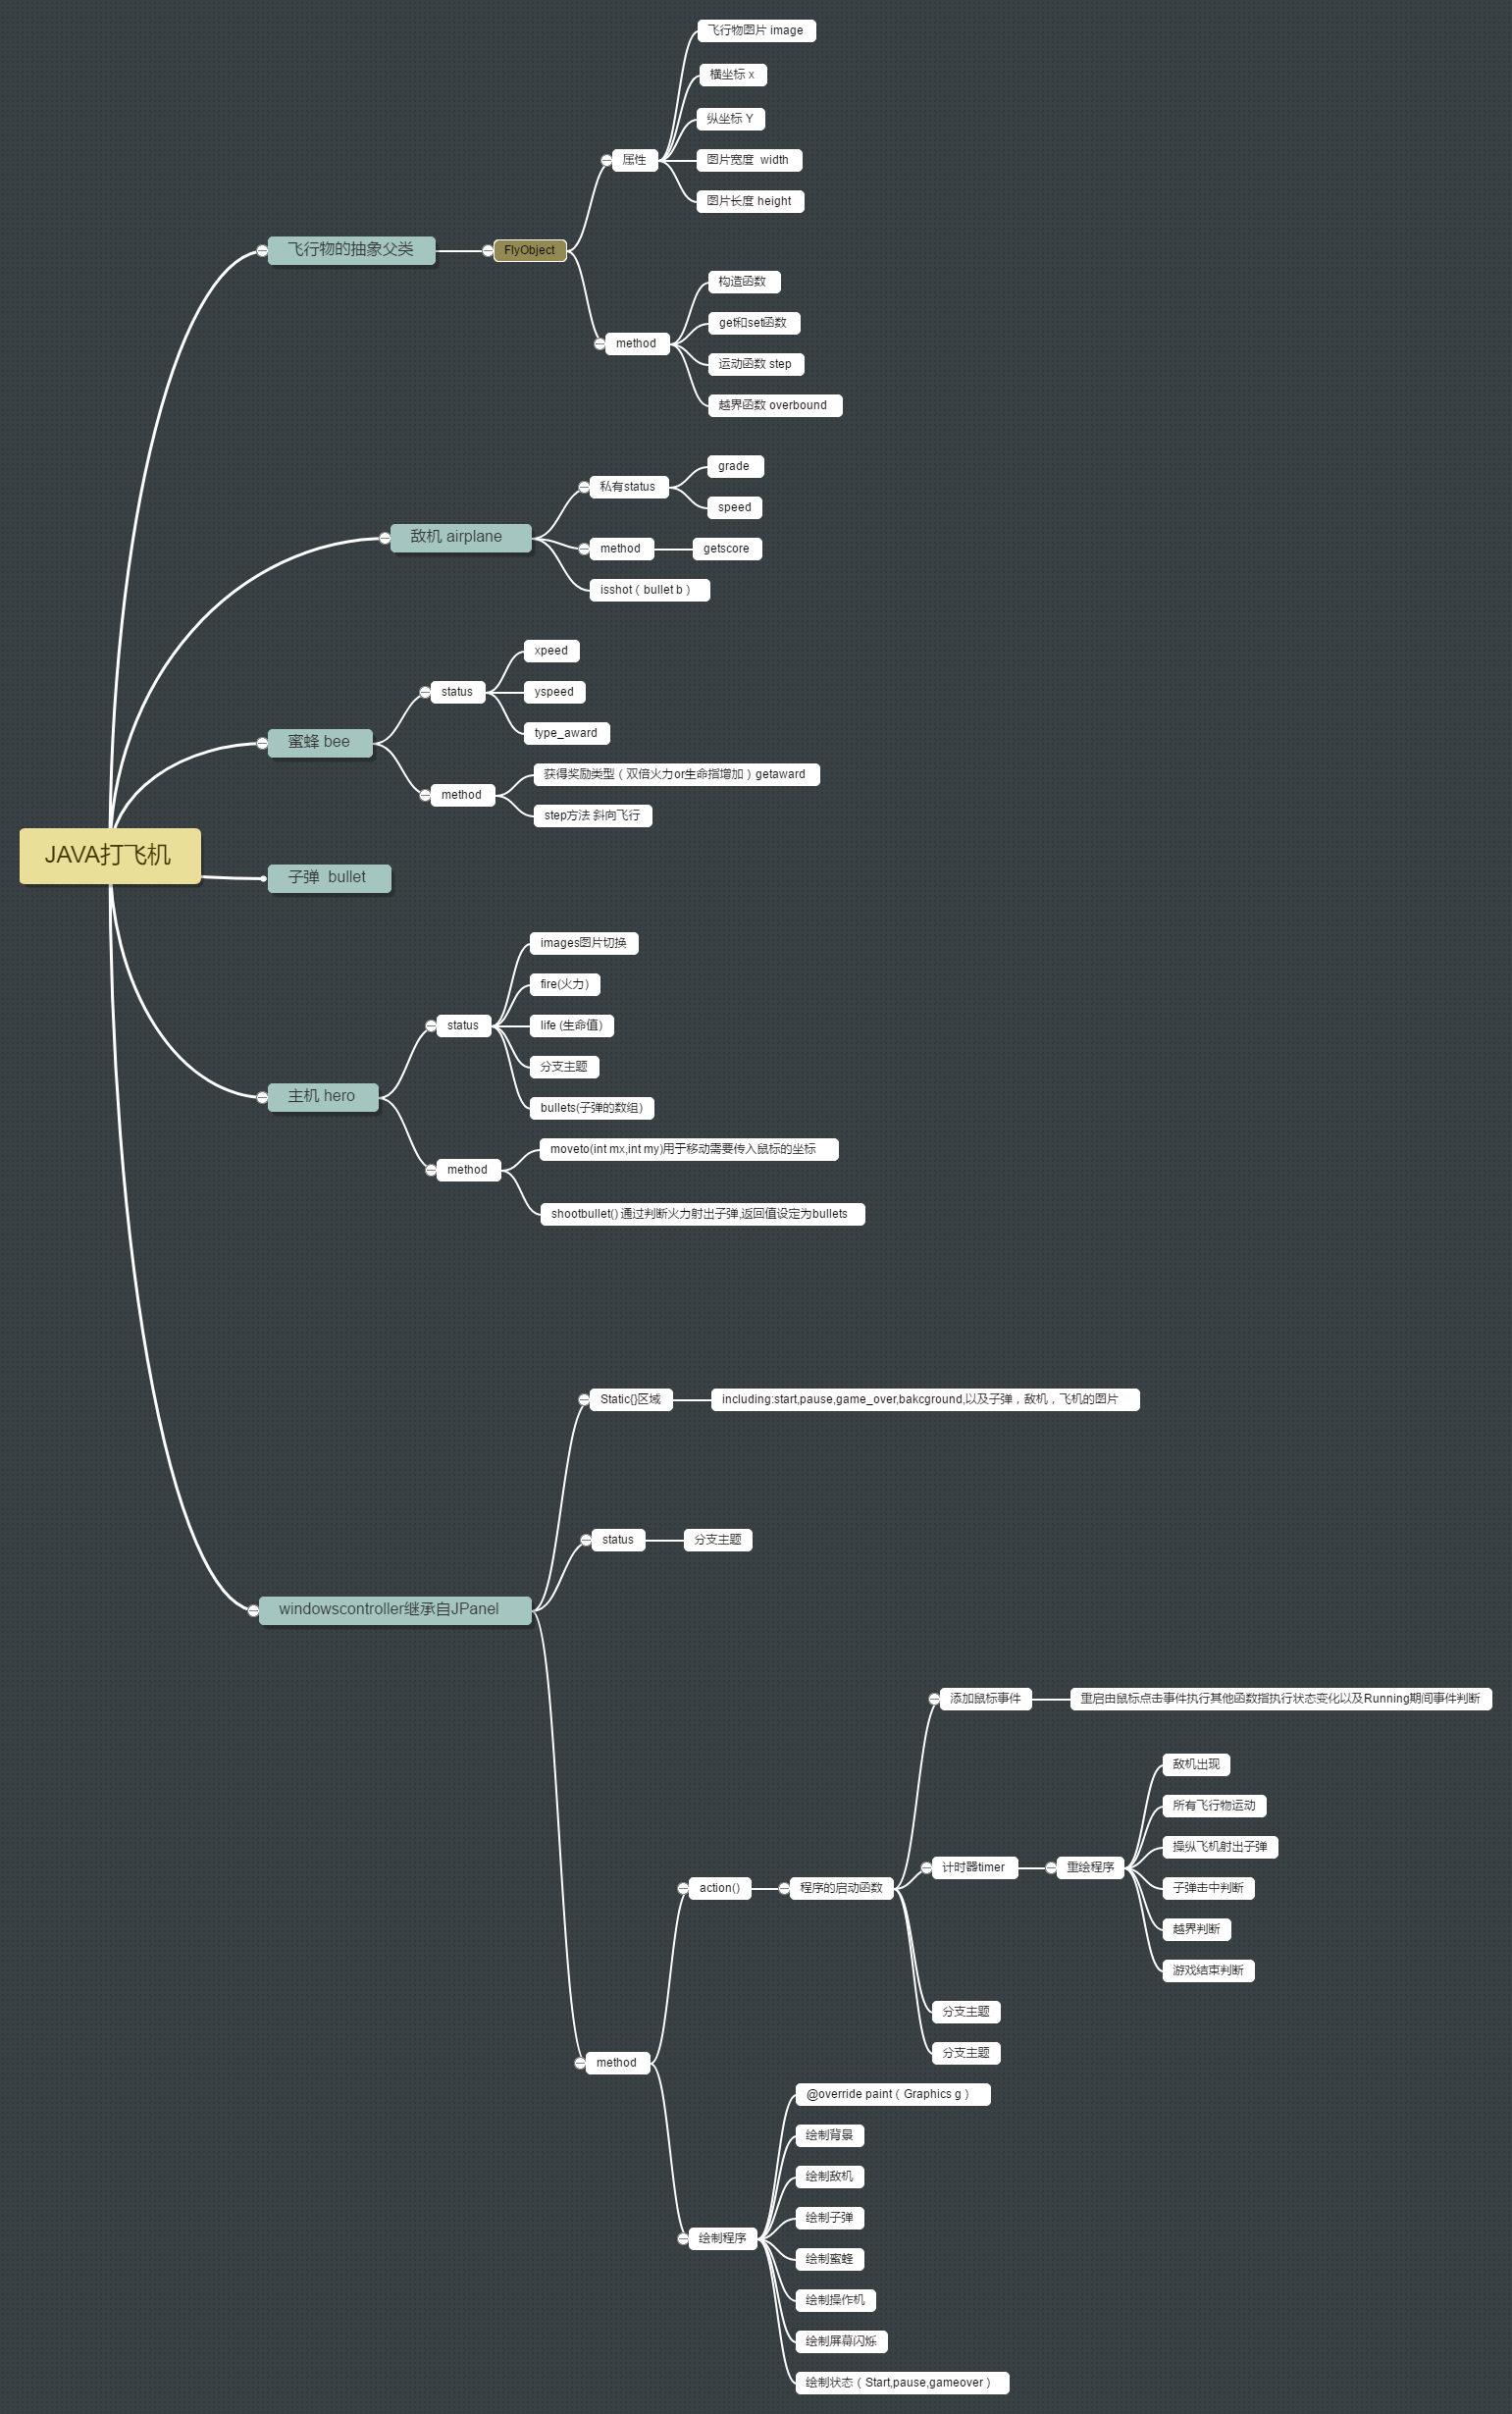 JAVA打飞机
飞行物的抽象父类
FlyObject
属性
飞行物图片 image
横坐标 x
纵坐标 Y
图片宽度  width
图片长度 height
method
构造函数
get和set函数
运动函数 step
越界函数 overbound
敌机 airplane
私有status
grade
speed
method
getscore
isshot（bullet b）
蜜蜂 bee
status
xpeed
yspeed
type_award
method
获得奖励类型（双倍火力or生命指增加）getaward
step方法 斜向飞行
子弹  bullet
主机 hero
status
images图片切换
fire(火力）
life (生命值）
分支主题
bullets(子弹的数组）
method
moveto(int mx,int my)用于移动需要传入鼠标的坐标
shootbullet() 通过判断火力射出子弹,返回值设定为bullets
windowscontroller继承自JPanel
Static{}区域
including:start,pause,game_over,bakcground,以及子弹，敌机，飞机的图片
status
分支主题
method
action()
程序的启动函数
添加鼠标事件
重启由鼠标点击事件执行其他函数指执行状态变化以及Running期间事件判断
计时器timer
重绘程序
敌机出现
所有飞行物运动
操纵飞机射出子弹
子弹击中判断
越界判断
游戏结束判断
分支主题
分支主题
绘制程序
@override paint（Graphics g）
绘制背景
绘制敌机
绘制子弹
绘制蜜蜂
绘制操作机
绘制屏幕闪烁
绘制状态（Start,pause,gameover）